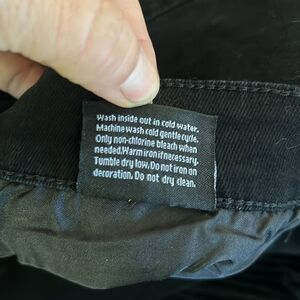 Wash inside out in cold water.
Machine wash cold gentle cycle.
Only non-chlorine bleach when
needed.Warm iron if necessary.
Tumble dry low. Do not iron on
decoration. Do not dry clean.